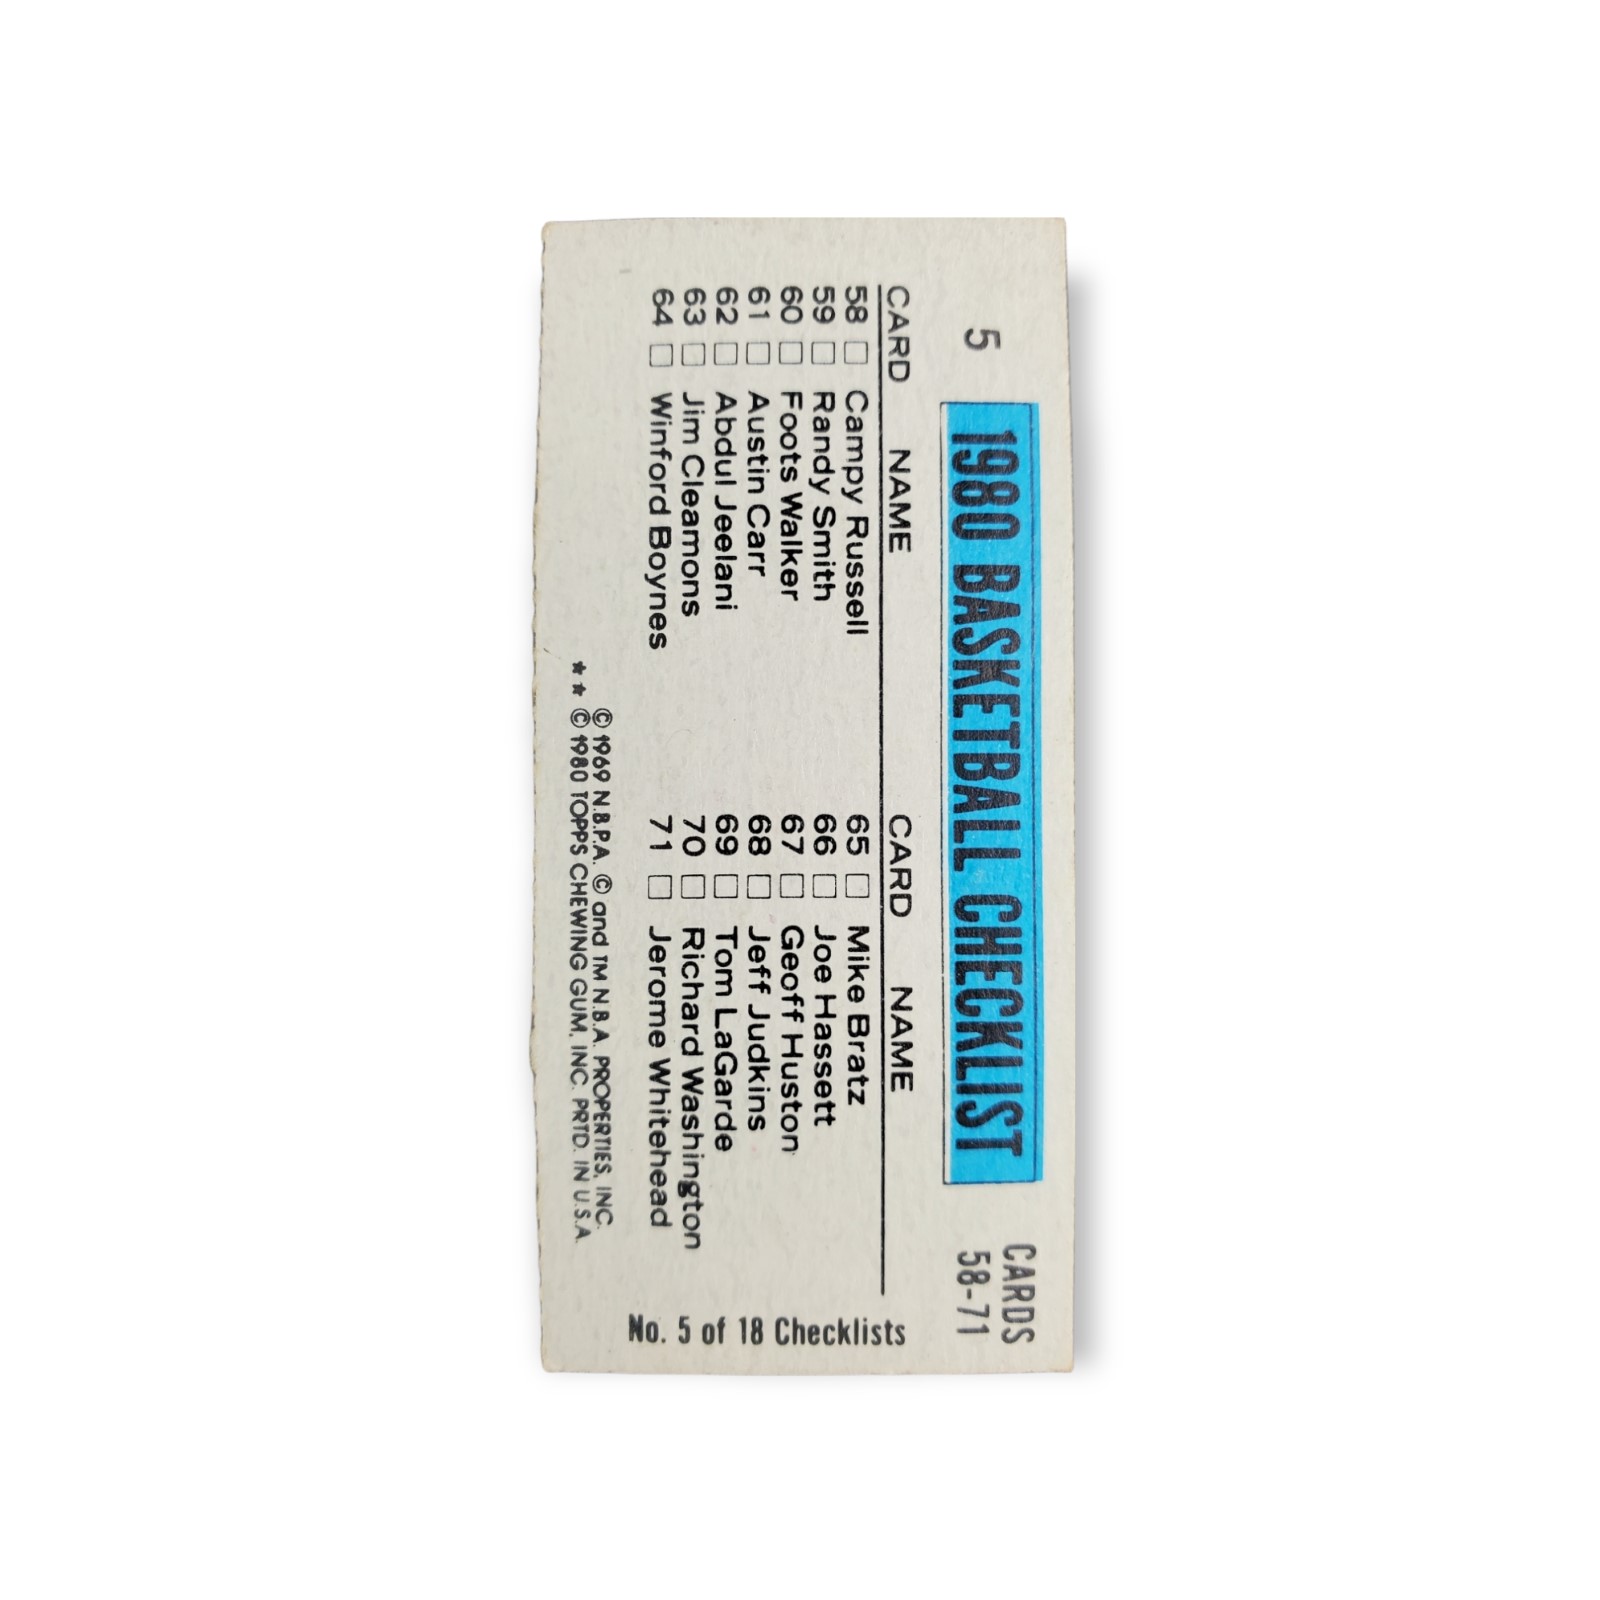 5 1980 BASKETBALL CHECKLIST CARDS
58-71
CARD NAME CARD NAME
58 □ Campy Russell 65 □ Mike Bratz
59 □ Randy Smith 66 □ Joe Hassett
60 □ Foots Walker 67 □ Geoff Huston
61 □ Austin Carr 68 □ Jeff Judkins
62 □ Abdul Jeelani 69 □ Tom LaGarde
63 □ Jim Cleamons 70 □ Richard Washington
64 □ Winford Boynes 71 □ Jerome Whitehead
© 1969 N.B.P.A. © and TM N.B.A. PROPERTIES, INC.
★★ © 1980 TOPPS CHEWING GUM, INC. PRTD. IN U.S.A.
No. 5 of 18 Checklists